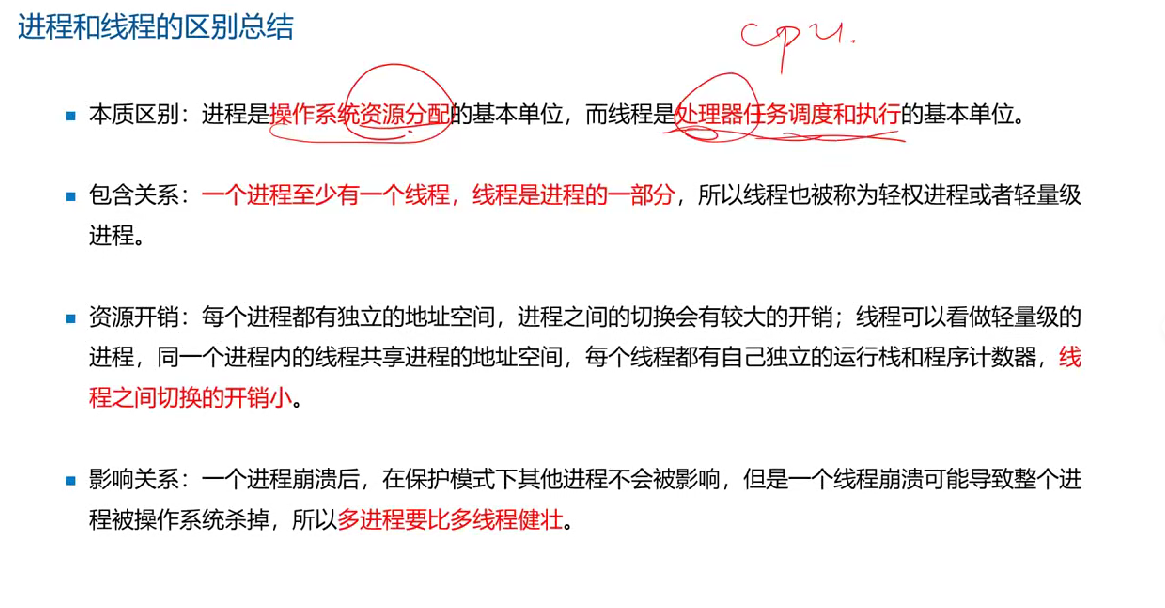 进程和线程的区别总结
cpu.
本质区别：进程是操作系统资源分配的基本单位，而线程是处理器任务调度和执行的基本单位。
包含关系：一个进程至少有一个线程，线程是进程的一部分，所以线程也被称为轻权进程或者轻量级
进程。
资源开销：每个进程都有独立的地址空间，进程之间的切换会有较大的开销；线程可以看做轻量级的
进程，同一个进程内的线程共享进程的地址空间，每个线程都有自己独立的运行栈和程序计数器，线
程之间切换的开销小。
影响关系：一个进程崩溃后，在保护模式下其他进程不会被影响，但是一个线程崩溃可能导致整个进
程被操作系统杀掉，所以多进程要比多线程健壮。